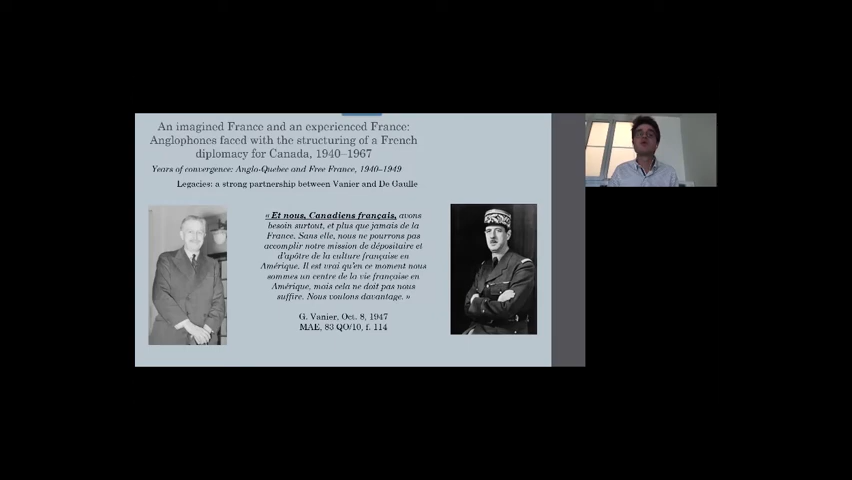 An imagined France and an experienced France:
Anglophones faced with the structuring of a French
diplomacy for Canada, 1940–1967
Years of convergence: Anglo-Quebec and Free France, 1940–1949
Legacies: a strong partnership between Vanier and De Gaulle
« Et nous, Canadiens français, avons
besoin surtout, et plus que jamais de la
France. Sans elle, nous ne pourrons pas
accomplir notre mission de dépositaire et
d'apôtre de la culture française en
Amérique. Il est vrai qu'en ce moment nous
sommes un centre de la vie française en
Amérique, mais cela ne doit pas nous
suffire. Nous voulons davantage. »
G. Vanier, Oct. 8, 1947
MAE, 83 QO/10, f. 114